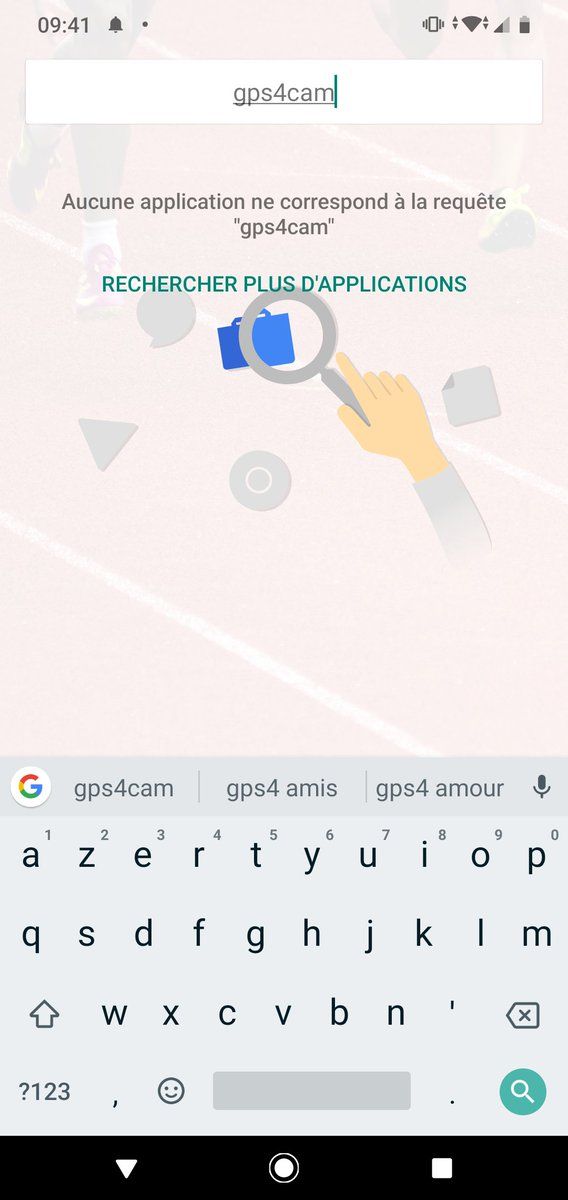 09:41
gps4cam
Aucune application ne correspond à la requête
"gps4cam"
RECHERCHER PLUS D'APPLICATIONS
G gps4cam gps4 amis gps4 amour
1 2 3 4 5 6 7 8 9 0
a z e r t y u i o p
q s d f g h j k l m
w x c v b n '
?123 , .